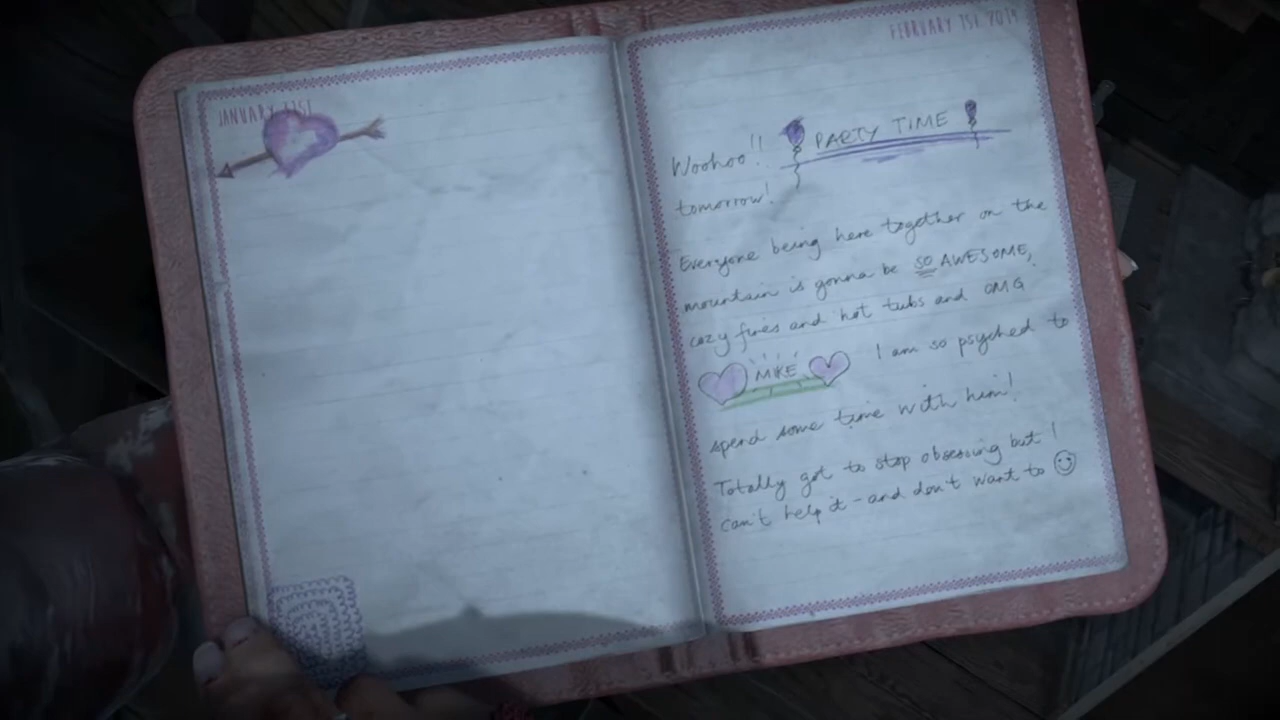 JANUARY 31ST
FEBRUARY 1ST 2014
Woohoo!! PARTY TIME
tomorrow!
Everyone being here together on the
mountain is gonna be SO AWESOME,
cozy fires and hot tubs and OMG
MIKE I am so psyched to
spend some time with him!
Totally got to stop obsessing but I
can't help it - and don't want to